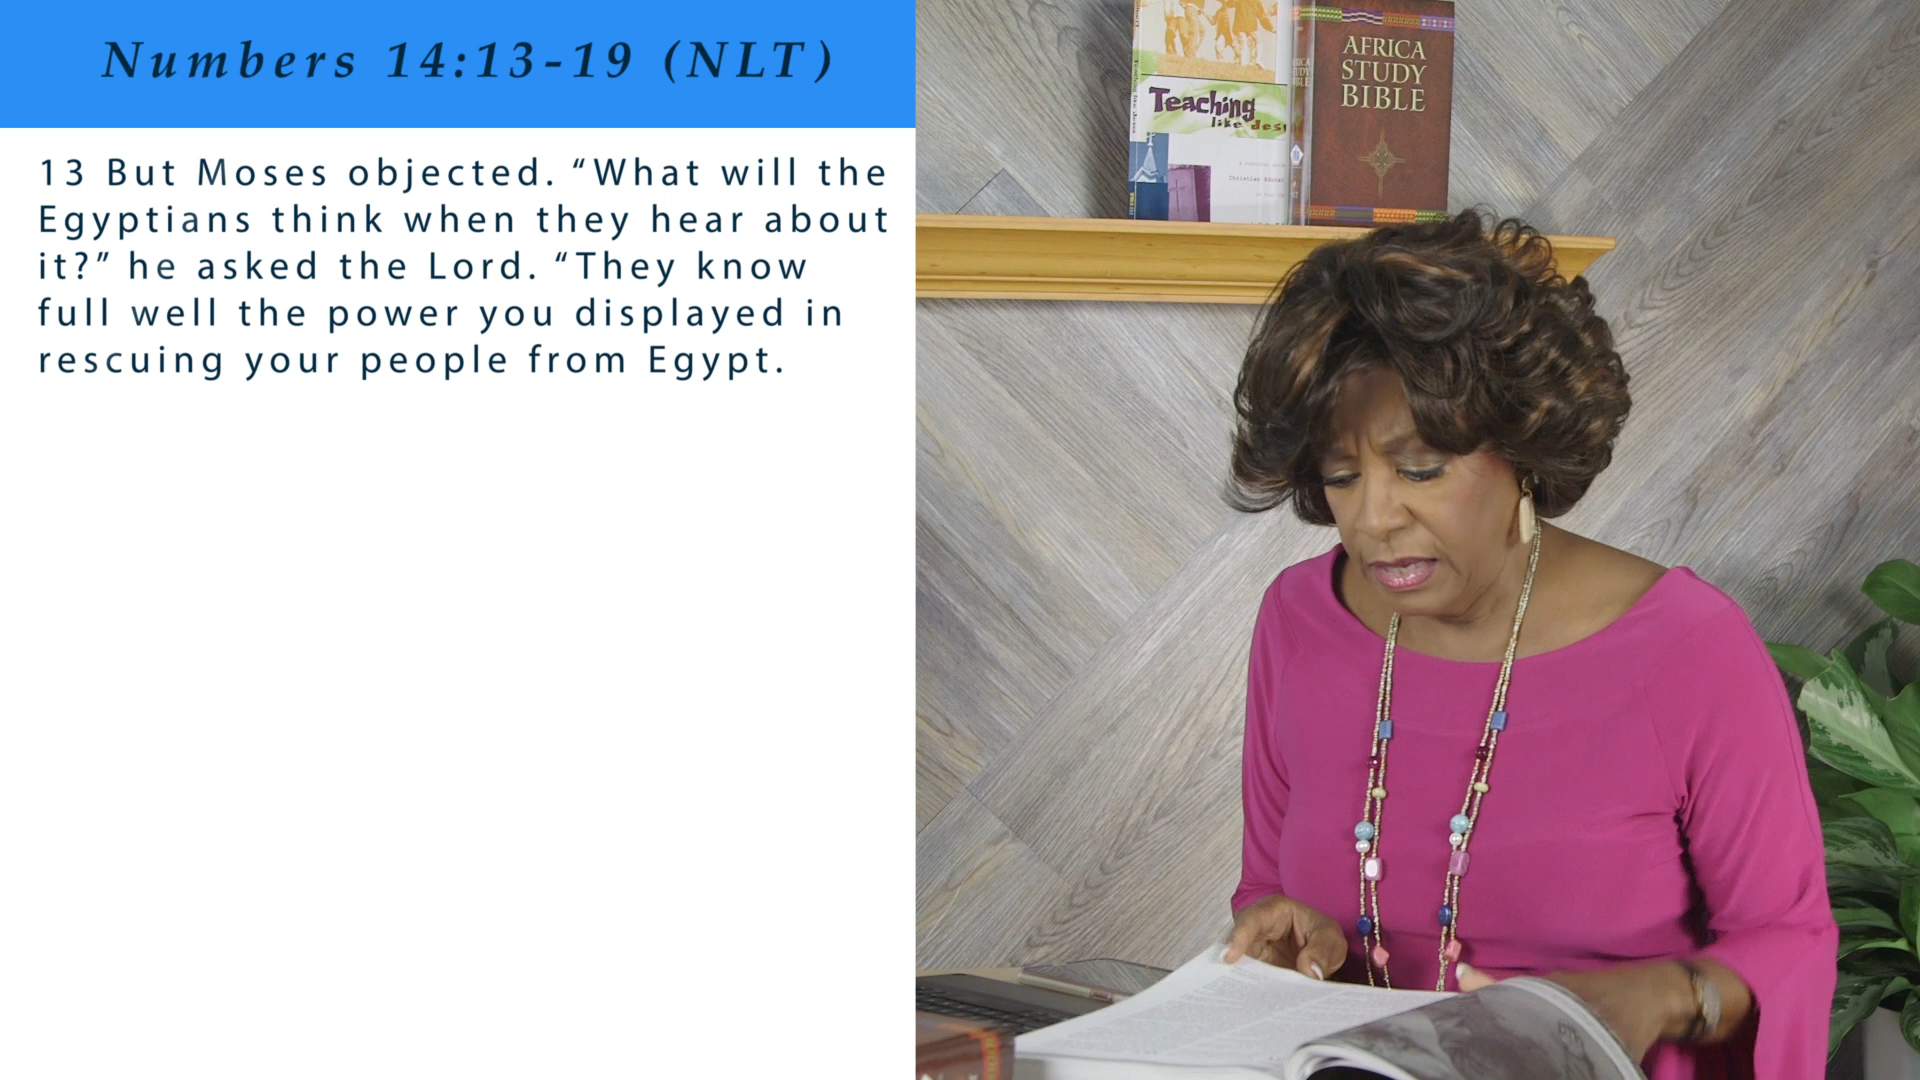 Numbers 14:13-19 (NLT)
13 But Moses objected. “What will the
Egyptians think when they hear about
it?” he asked the Lord. “They know
full well the power you displayed in
rescuing your people from Egypt.
Teaching
like
AFRICA
STUDY
BIBLE